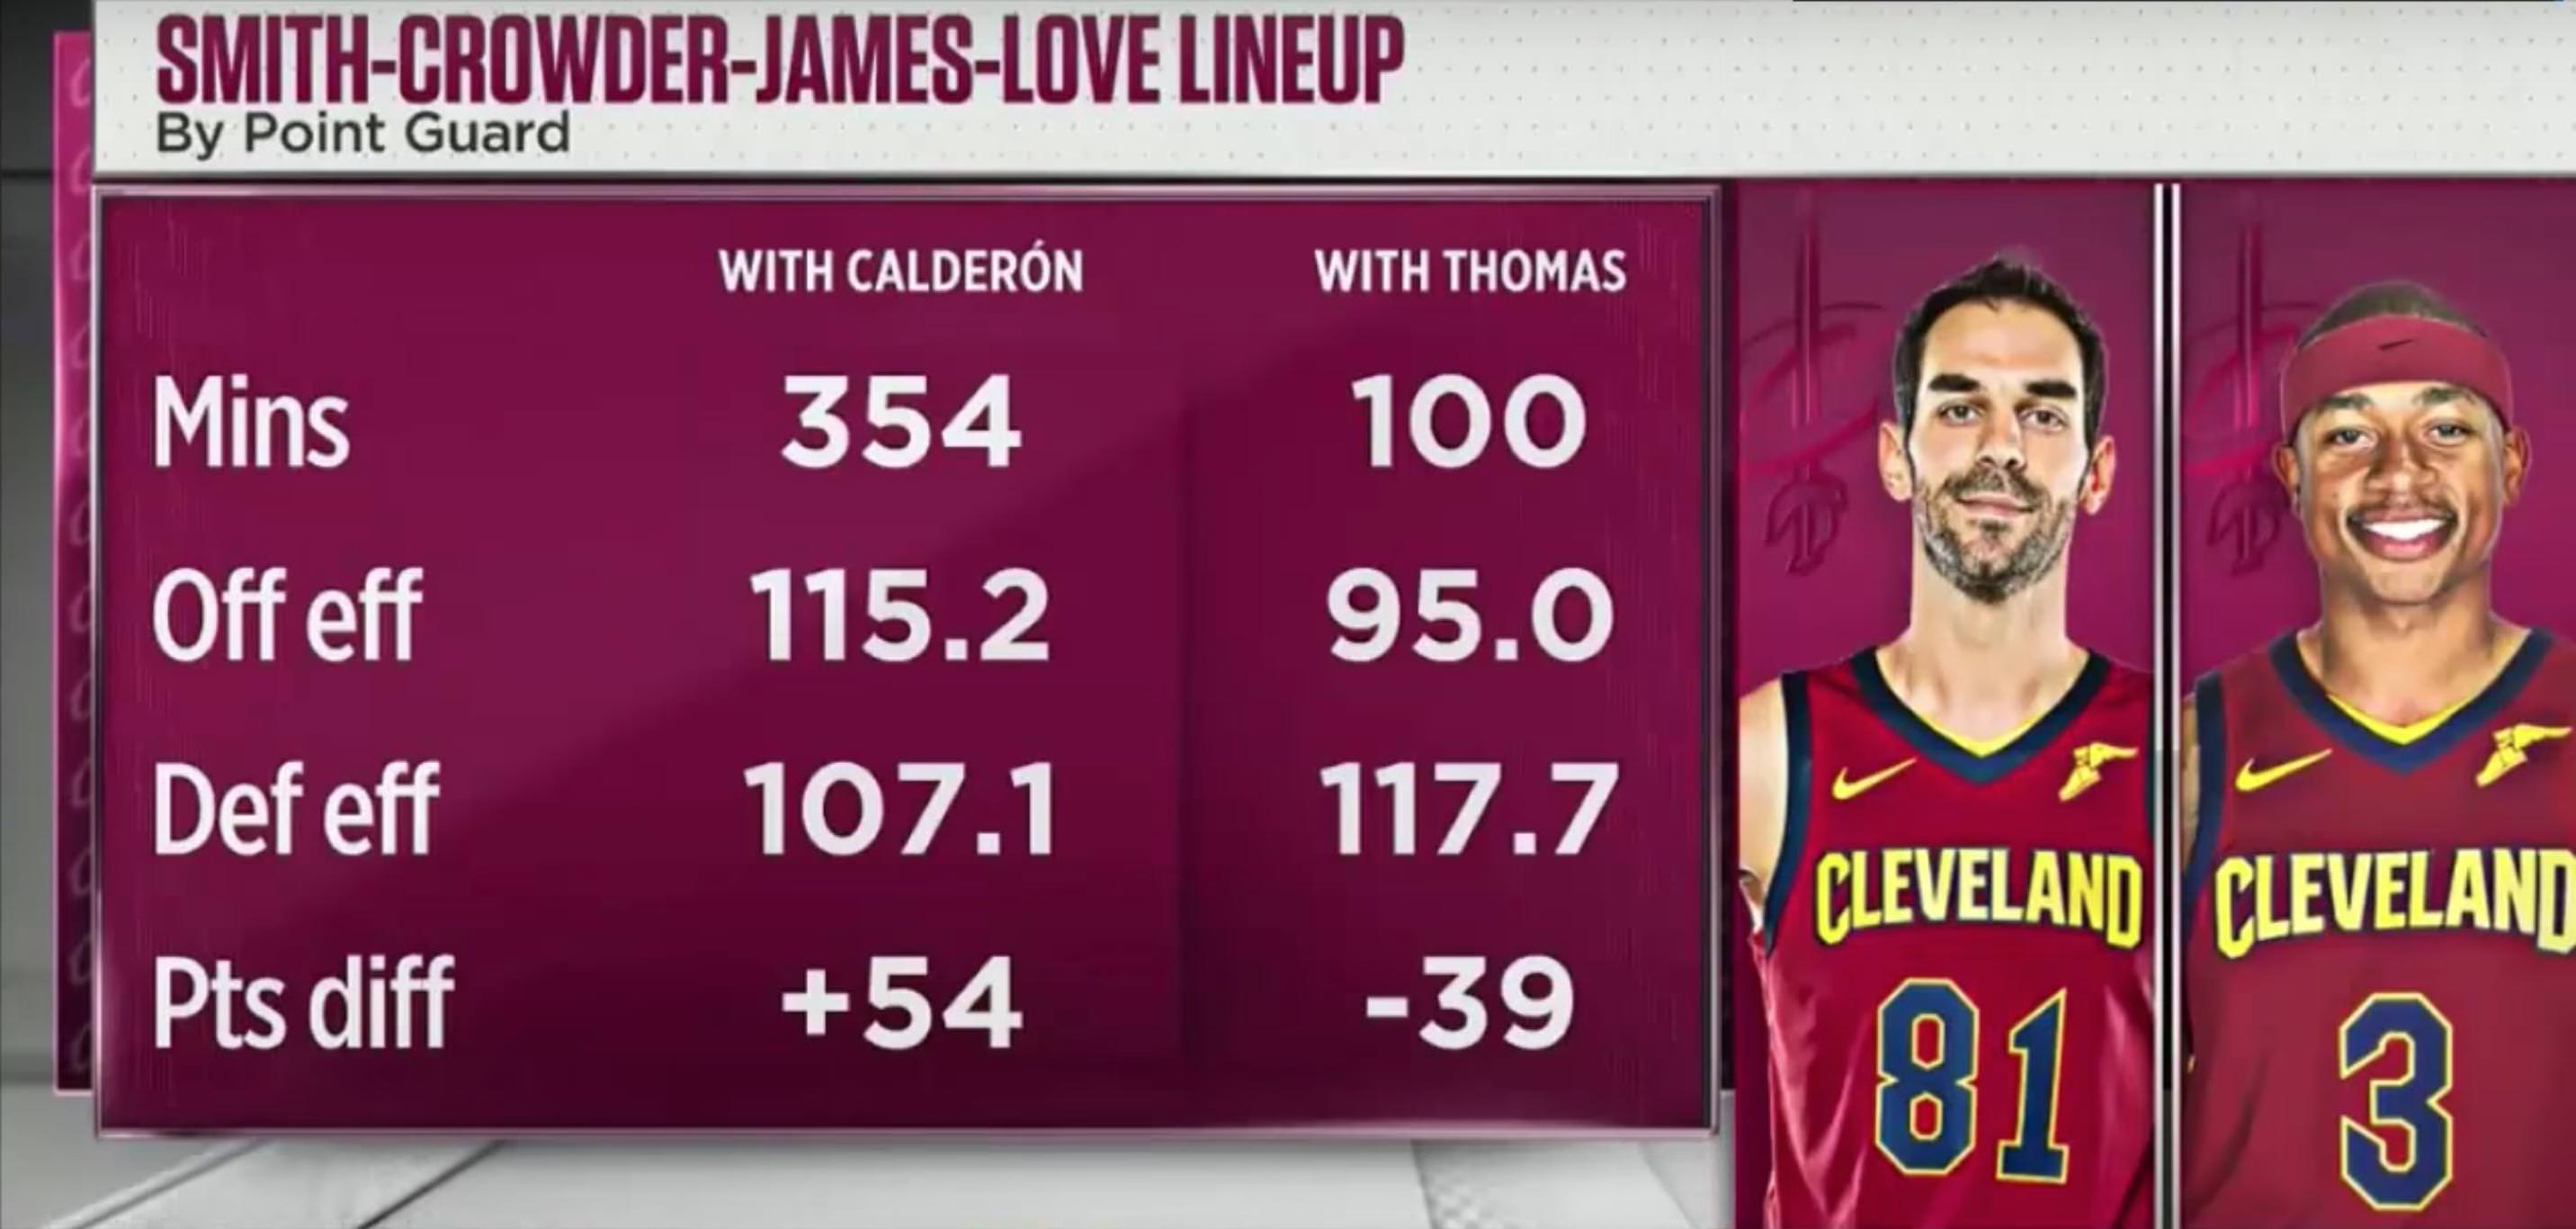 SMITH-CROWDER-JAMES-LOVE LINEUP
By Point Guard
WITH CALDERÓN WITH THOMAS
Mins 354 100
Off eff 115.2 95.0
Def eff 107.1 117.7
Pts diff +54 -39
CLEVELAND
81
CLEVELAND
3